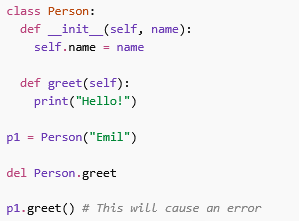 class Person:
  def __init__(self, name):
    self.name = name

  def greet(self):
    print("Hello!")

p1 = Person("Emil")

del Person.greet

p1.greet() # This will cause an error